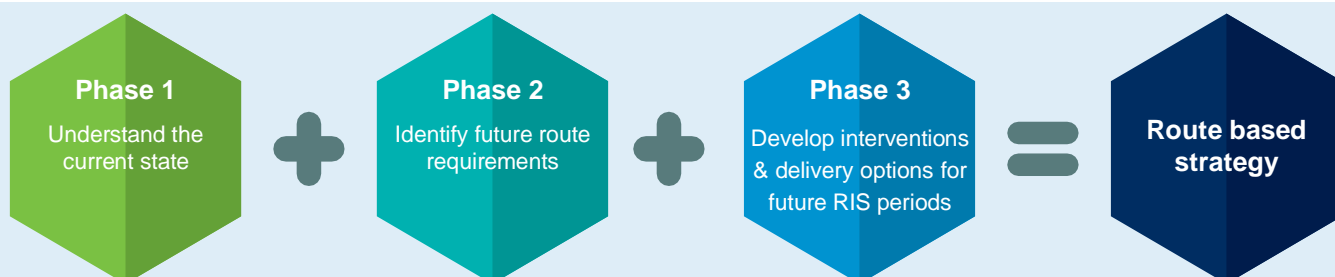 Phase 1
Understand the
current state
Phase 2
Identify future route
requirements
Phase 3
Develop interventions
& delivery options for
future RIS periods
Route based
strategy